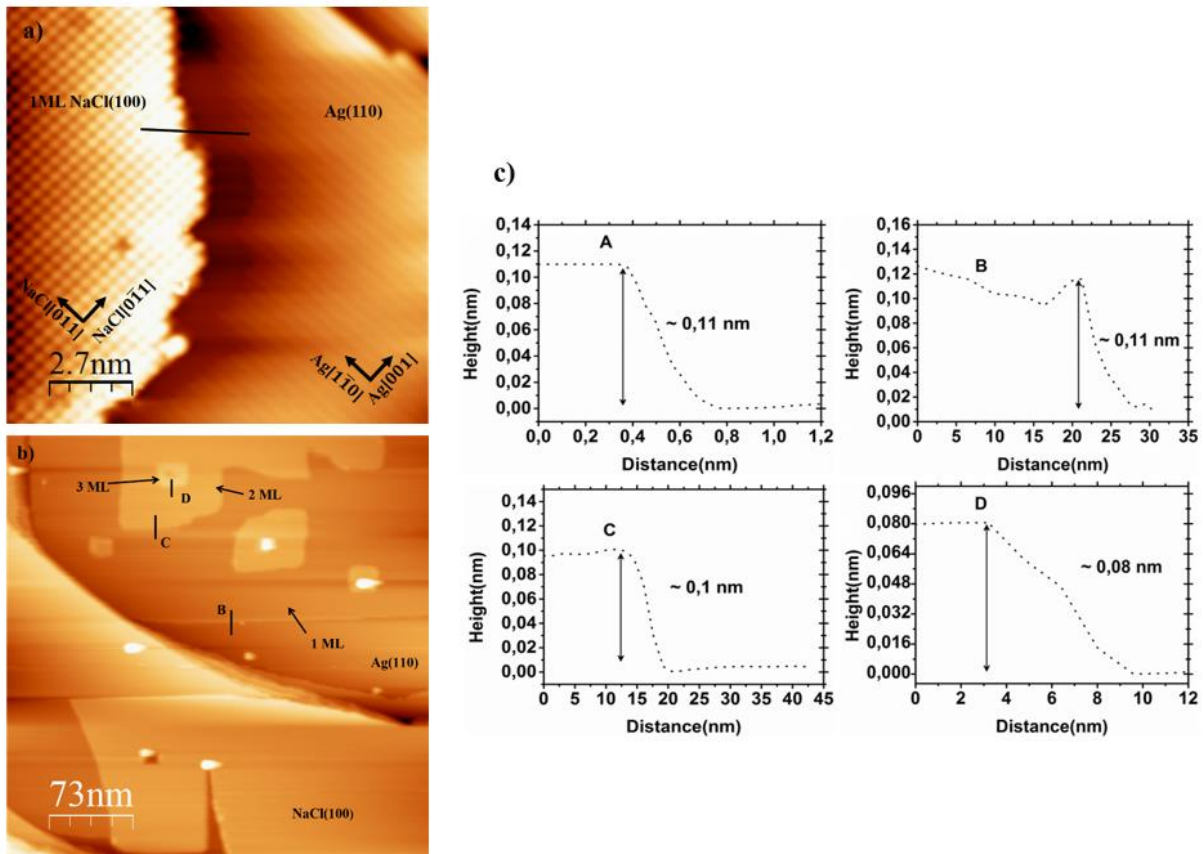 a)
1ML NaCl(100)
Ag(110)
NaCl[011]
NaCl[01̄1]
2.7nm
Ag[11̄0]
Ag[001]
b)
3 ML
D
2 ML
C
B
1 ML
Ag(110)
73nm
NaCl(100)
c)
0,14
0,12
0,10
0,08
0,06
0,04
0,02
0,00
Height(nm)
A
~ 0,11 nm
0,0 0,2 0,4 0,6 0,8 1,0 1,2
Distance(nm)
0,16
0,14
0,12
0,10
0,08
0,06
0,04
0,02
0,00
Height(nm)
B
~ 0,11 nm
0 5 10 15 20 25 30 35
Distance(nm)
0,14
0,12
0,10
0,08
0,06
0,04
0,02
0,00
Height(nm)
C
~ 0,1 nm
0 5 10 15 20 25 30 35 40 45
Distance(nm)
0,096
0,080
0,064
0,048
0,032
0,016
0,000
Height(nm)
D
~ 0,08 nm
0 2 4 6 8 10 12
Distance(nm)